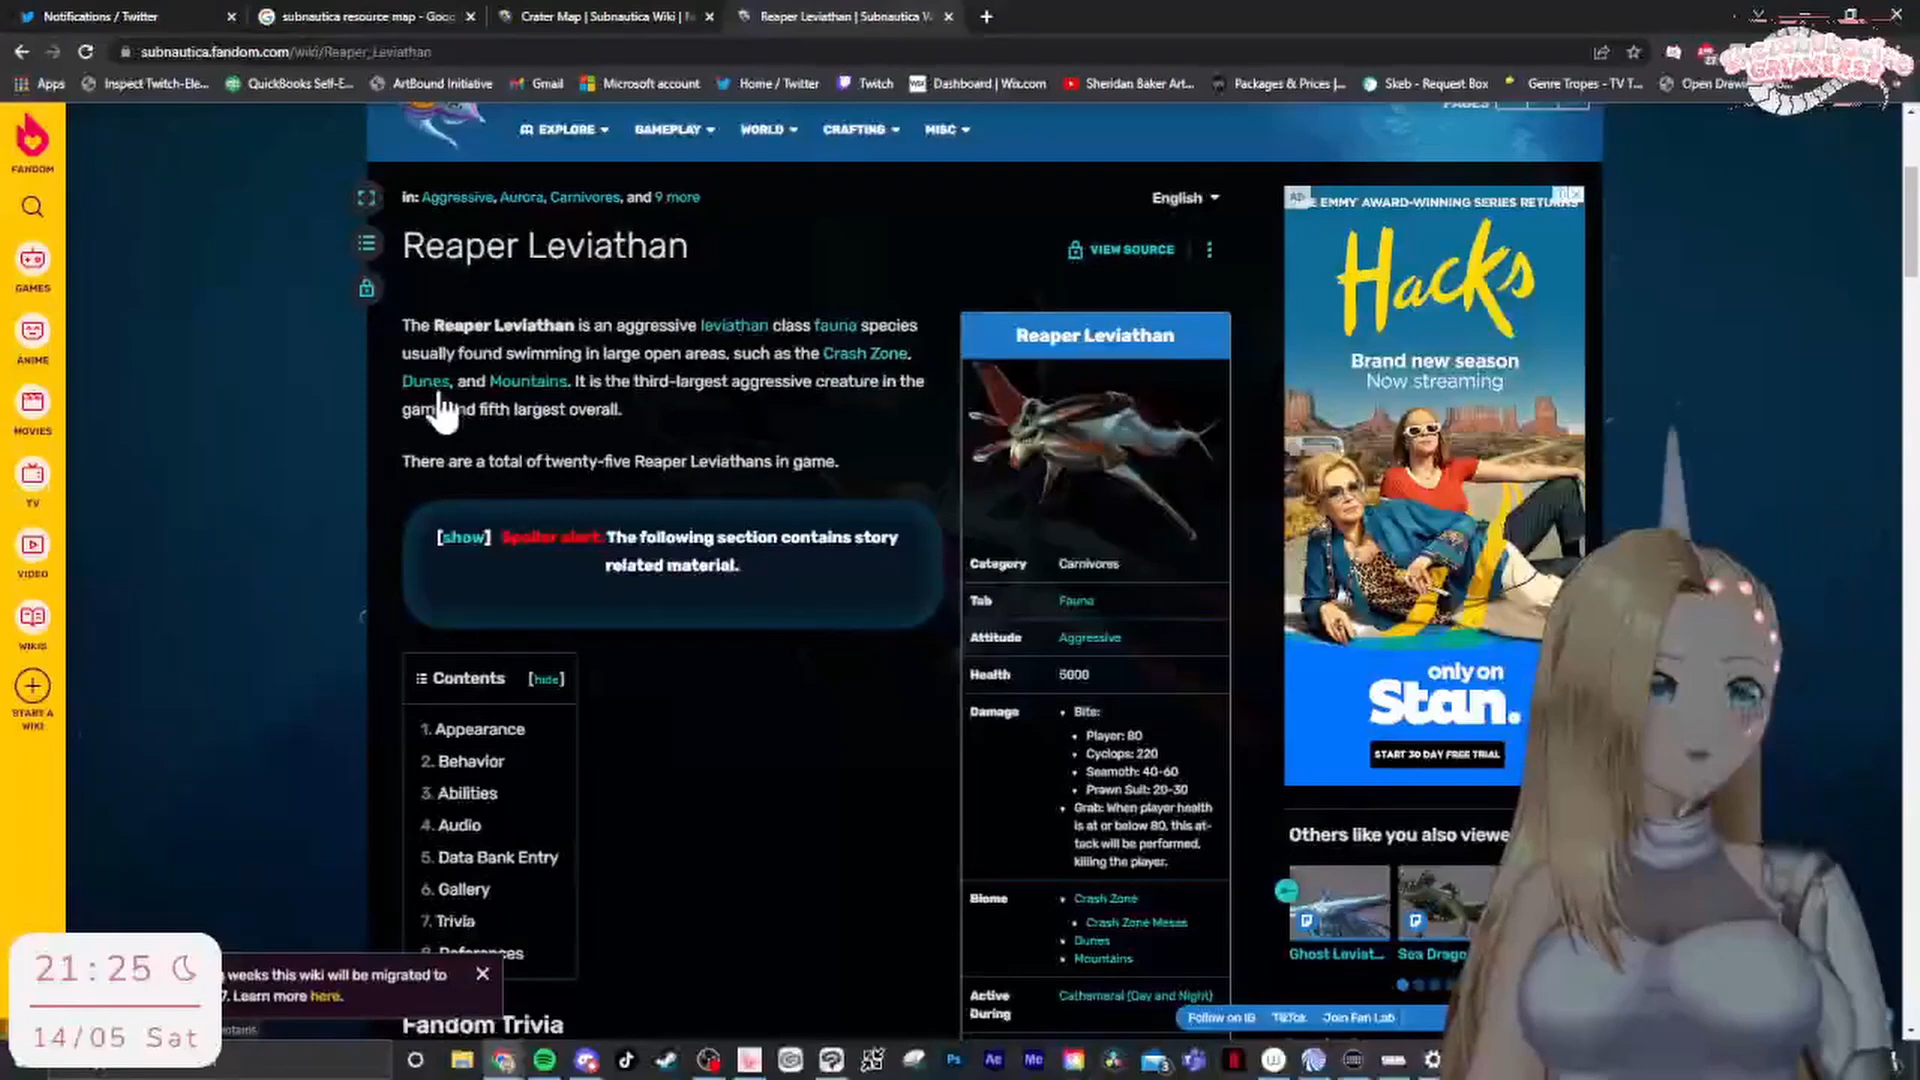 Notifications / Twitter
subnautica resource map - Goo
Crater Map | Subnautica Wiki |
Reaper Leviathan | Subnautica W
subnautica.fandom.com/wiki/Reaper_Leviathan
Apps
Inspect Twitch-Ele...
QuickBooks Self-E...
ArtBound Initiative
Gmail
Microsoft account
Home / Twitter
Twitch
Dashboard | Wix.com
Sheridan Baker Art...
Packages & Prices |...
Skeb - Request Box
Genre Tropes - TV T...
PAGES
EXPLORE
GAMEPLAY
WORLD
CRAFTING
MISC
FANDOM
GAMES
ANIME
MOVIES
TV
VIDEO
WIKIS
START A
WIKI
in: Aggressive, Aurora, Carnivores, and 9 more
English
Reaper Leviathan
VIEW SOURCE
The Reaper Leviathan is an aggressive leviathan class fauna species
usually found swimming in large open areas, such as the Crash Zone,
Dunes, and Mountains. It is the third-largest aggressive creature in the
gam nd fifth largest overall.
There are a total of twenty-five Reaper Leviathans in game.
[show] Spoiler alert: The following section contains story
related material.
Contents [hide]
1. Appearance
2. Behavior
3. Abilities
4. Audio
5. Data Bank Entry
6. Gallery
7. Trivia
8. References
Fandom Trivia
Reaper Leviathan
Category Carnivores
Tab Fauna
Attitude Aggressive
Health 5000
Damage
Bite:
Player: 80
Cyclops: 220
Seamoth: 40-60
Prawn Suit: 20-30
Grab: When player health
is at or below 80, this at-
tack will be performed,
killing the player.
Biome
Crash Zone
Crash Zone Mesas
Dunes
Mountains
Active
During
Cathemeral (Day and Night)
AD
E EMMY® AWARD-WINNING SERIES RETURNS
Hacks
Brand new season
Now streaming
only on
Stan.
START 30 DAY FREE TRIAL
Others like you also viewe
Ghost Leviat...
Sea Drago
Follow on IG
TikTok
Join Fan Lab
weeks this wiki will be migrated to
7. Learn more here.
21:25
14/05 Sat
Ps
Ae
Me